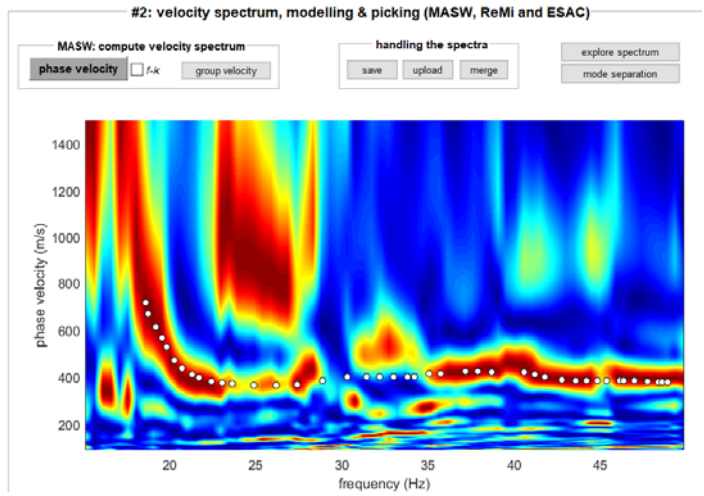 #2: velocity spectrum, modelling & picking (MASW, ReMi and ESAC)
MASW: compute velocity spectrum
phase velocity f-k group velocity
handling the spectra
save upload merge
explore spectrum
mode separation
1400
1200
1000
800
600
400
200
phase velocity (m/s)
20 25 30 35 40 45
frequency (Hz)